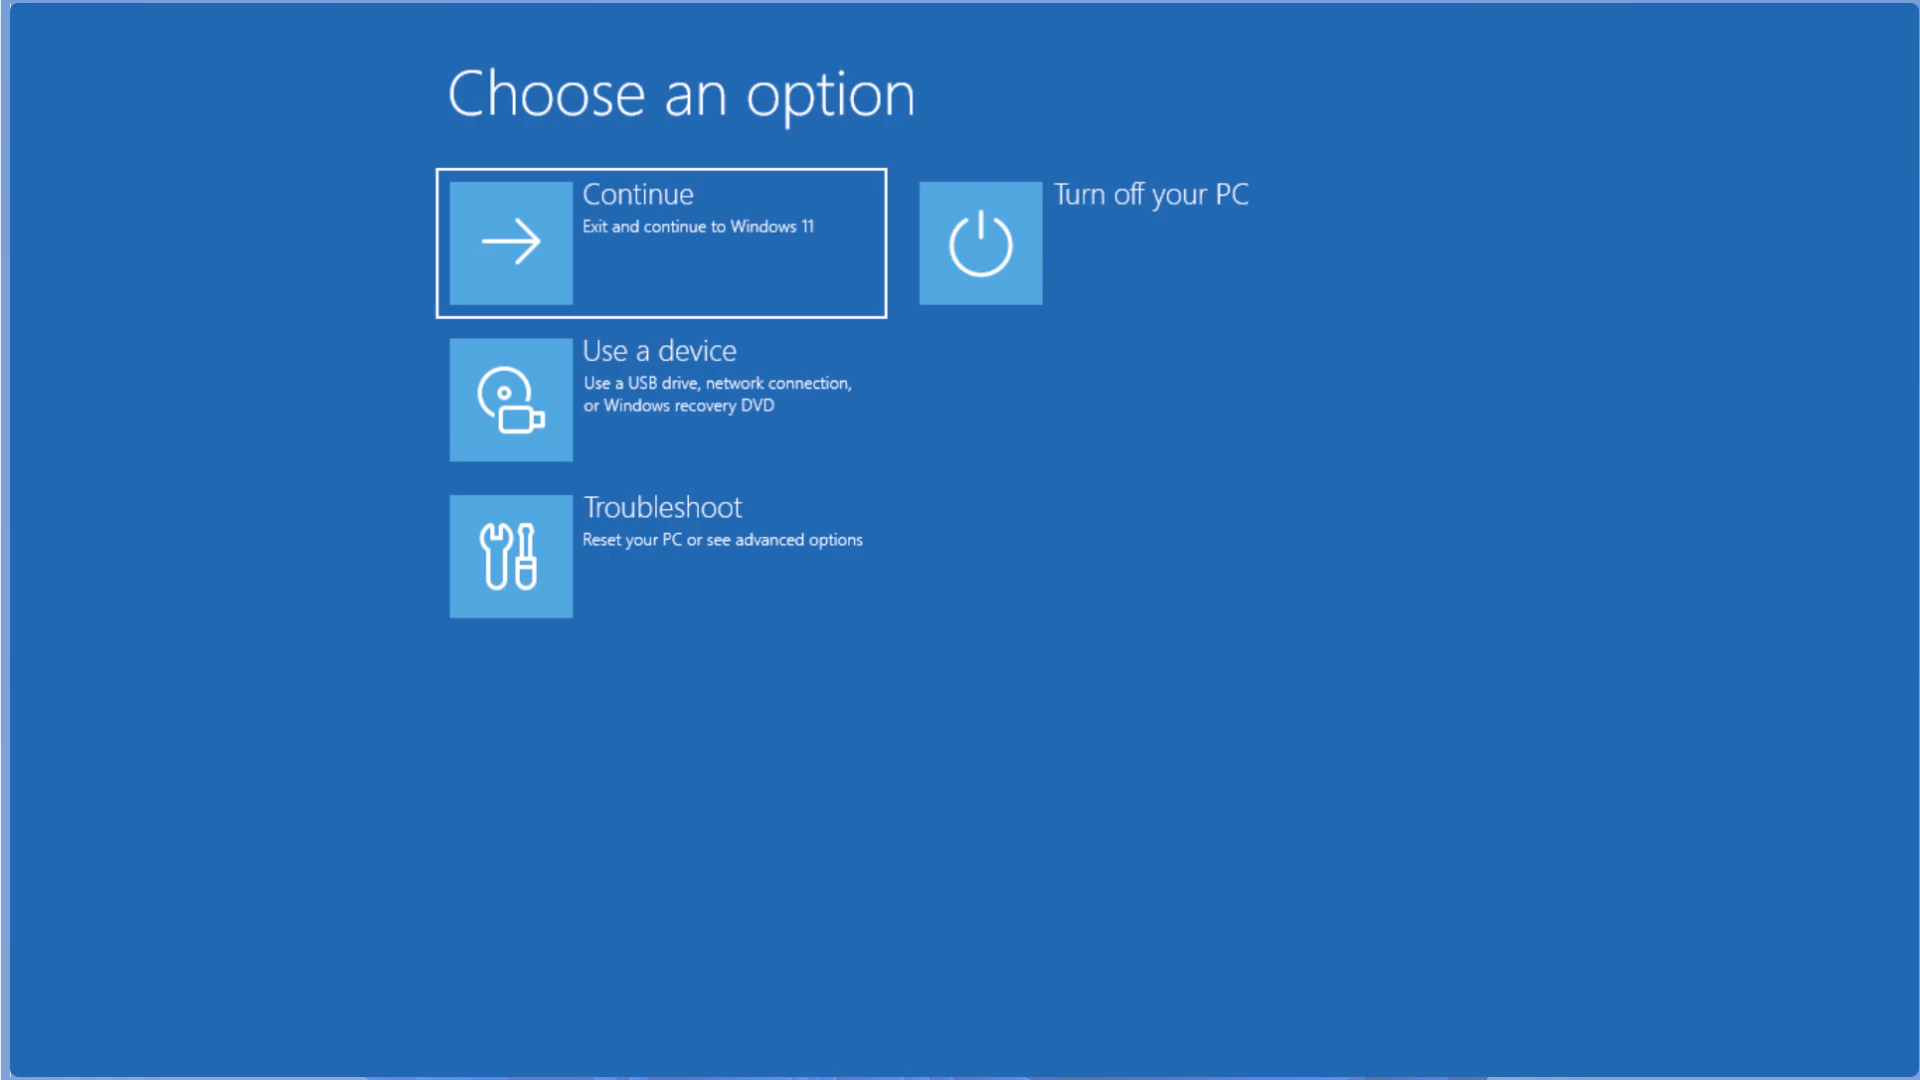 Choose an option
Continue
Exit and continue to Windows 11
Turn off your PC
Use a device
Use a USB drive, network connection,
or Windows recovery DVD
Troubleshoot
Reset your PC or see advanced options